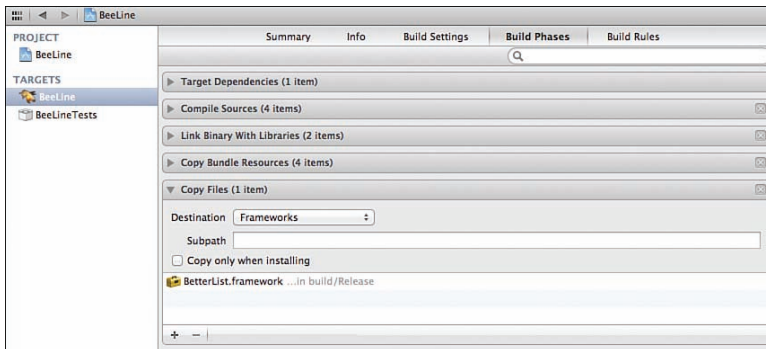 BeeLine
PROJECT
BeeLine
TARGETS
BeeLine
BeeLineTests
Summary Info Build Settings Build Phases Build Rules
Target Dependencies (1 item)
Compile Sources (4 items)
Link Binary With Libraries (2 items)
Copy Bundle Resources (4 items)
Copy Files (1 item)
Destination Frameworks
Subpath
Copy only when installing
BetterList.framework ...in build/Release